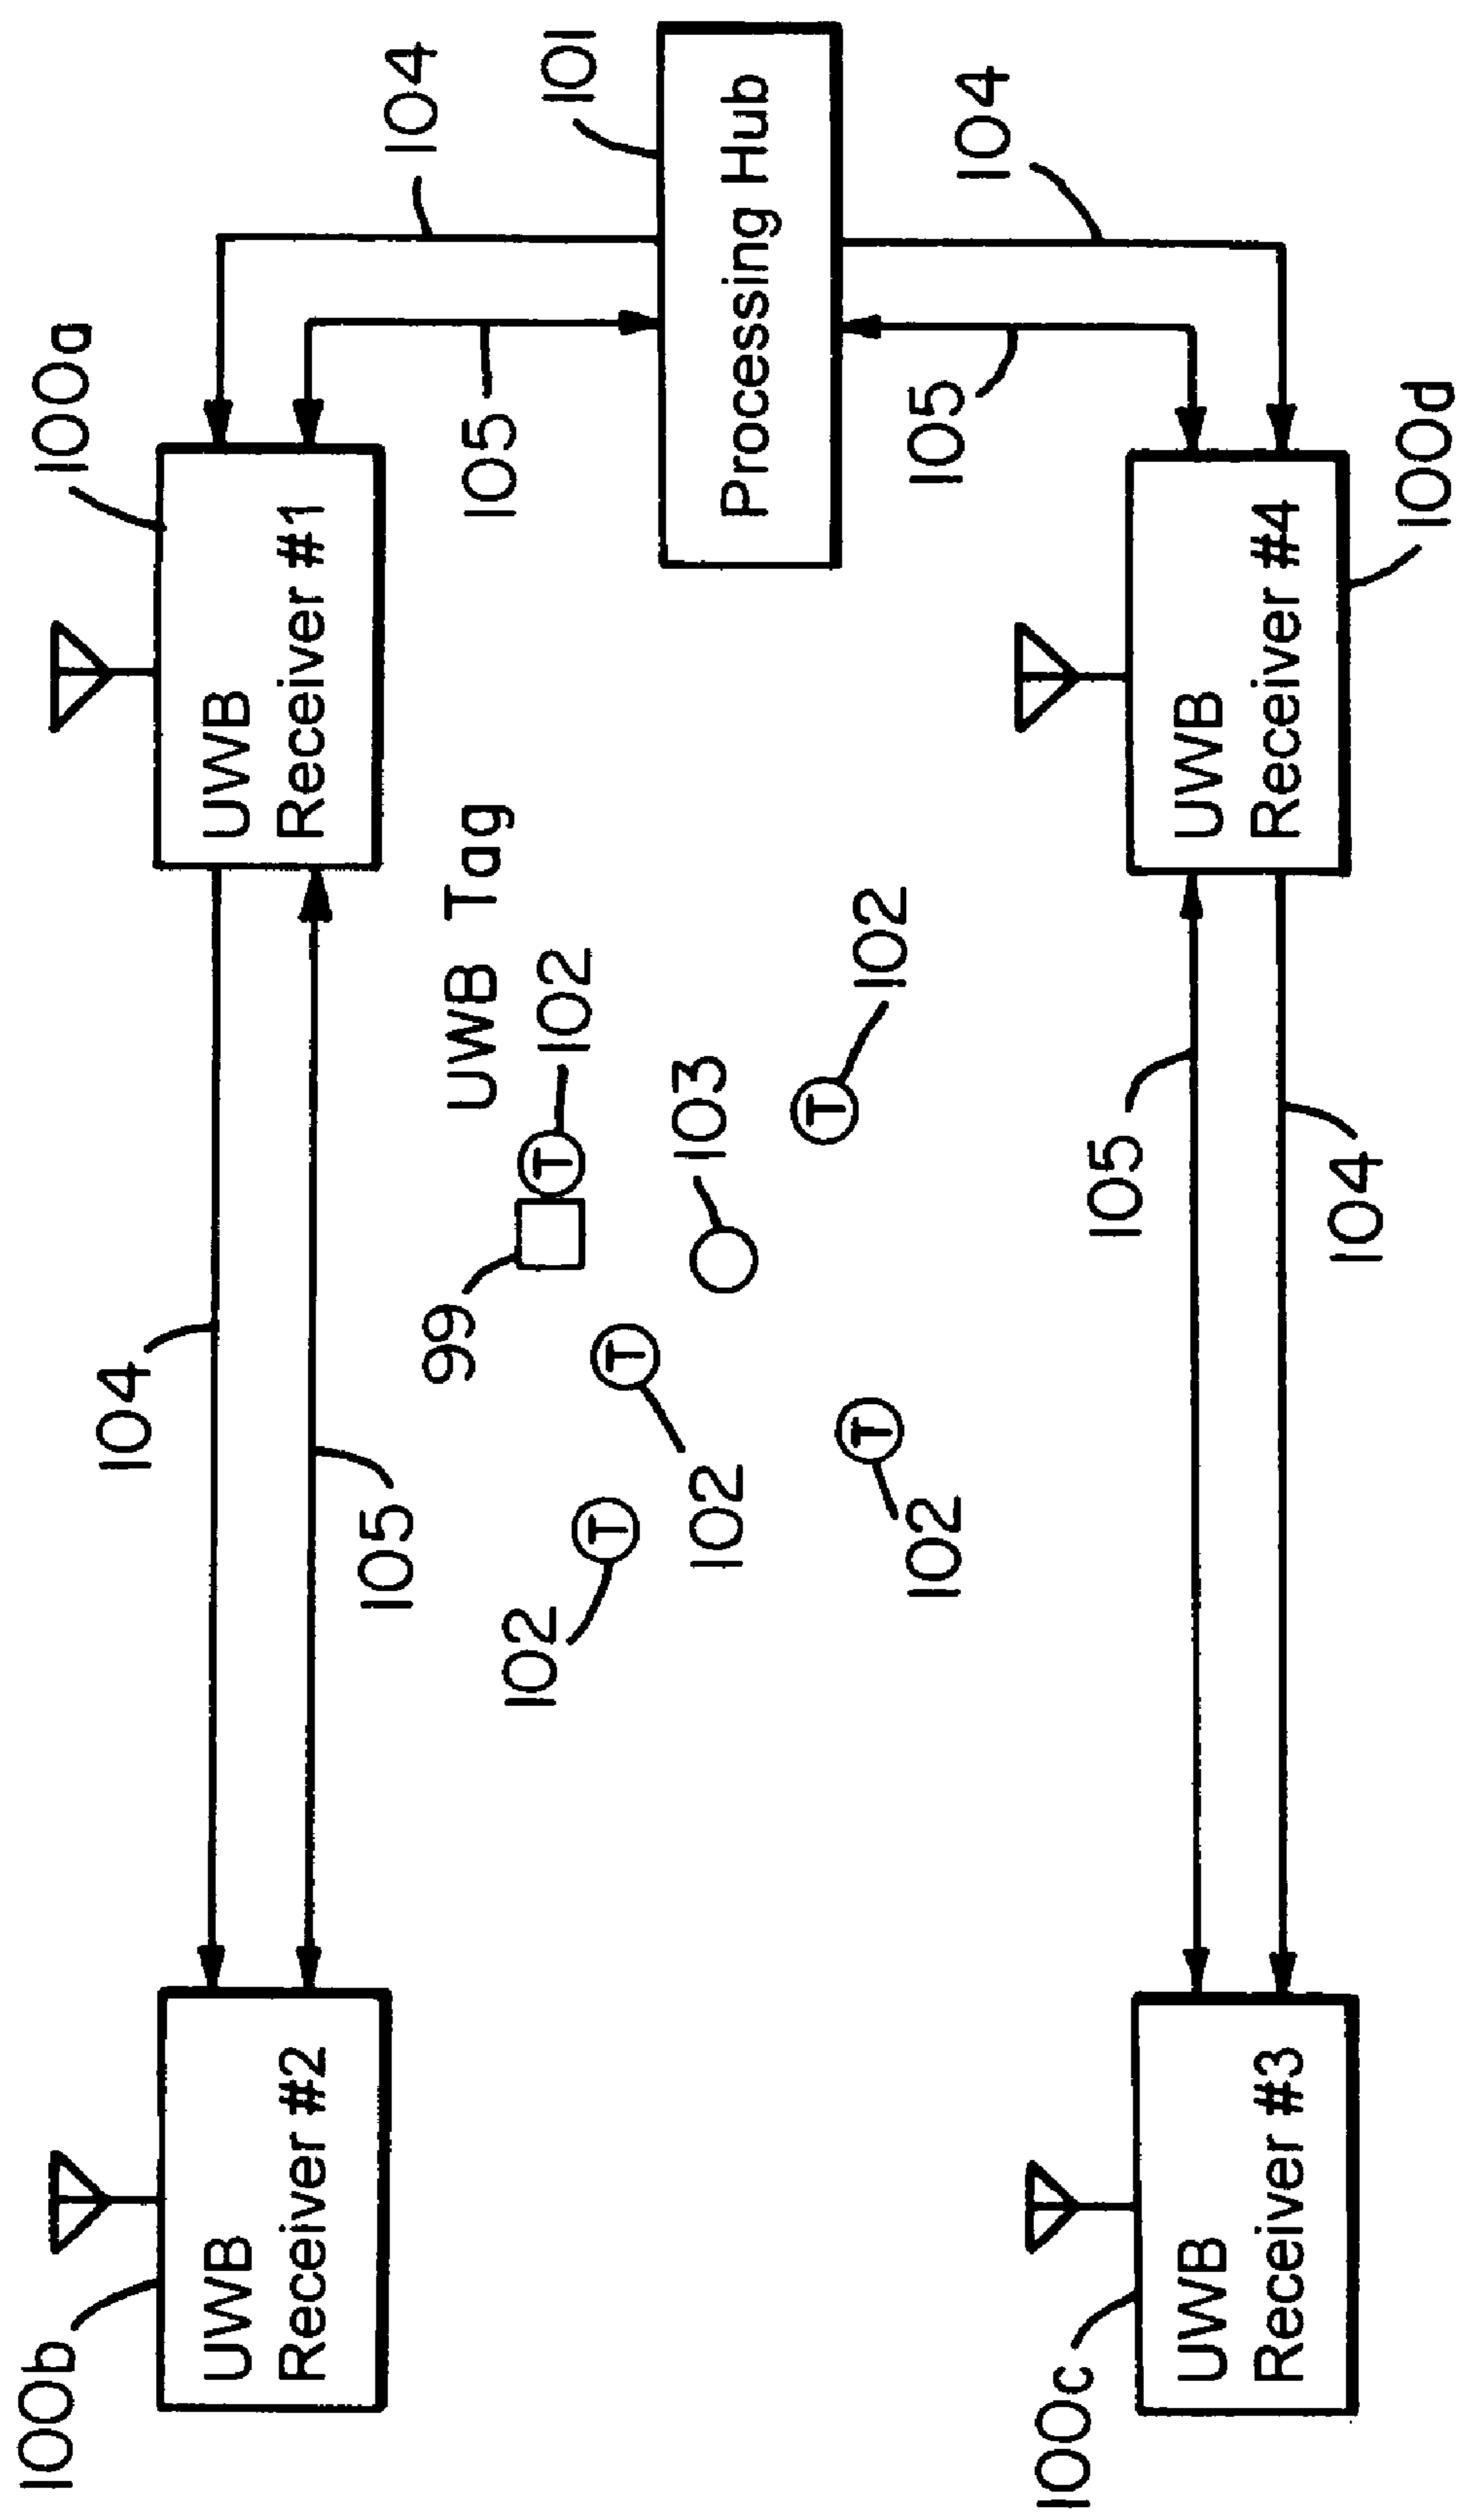 100b
100a
UWB
Receiver #2
104
UWB
Receiver #1
104
105
99
UWB Tag
105
102
102
101
T
T
T
102
103
Processing Hub
T
T
102
102
105
104
100c
105
UWB
Receiver #3
UWB
Receiver #4
104
100d